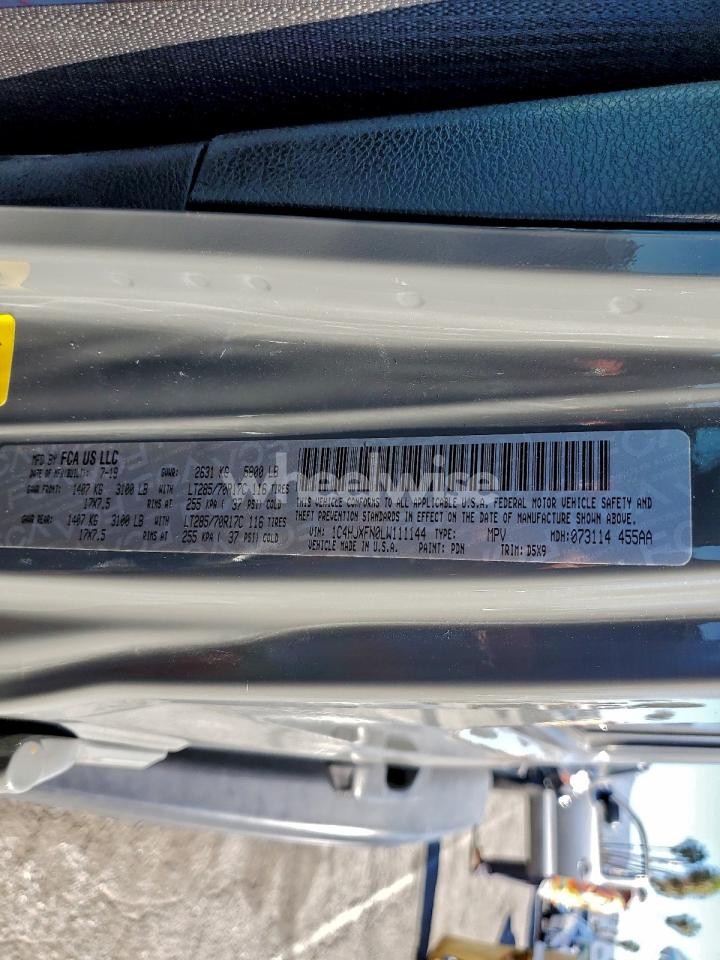 MFD BY FCA US LLC
DATE OF MFR/BUILT: 7-19 GVWR: 2631 KG 5800 LB
GAWR FRONT: 1407 KG 3100 LB WITH LT285/70R17C 116 TIRES
17X7.5 RIMS AT 255 KPA ( 37 PSI) COLD
GAWR REAR: 1407 KG 3100 LB WITH LT285/70R17C 116 TIRES
17X7.5 RIMS AT 255 KPA ( 37 PSI) COLD
THIS VEHICLE CONFORMS TO ALL APPLICABLE U.S.A. FEDERAL MOTOR VEHICLE SAFETY AND
THEFT PREVENTION STANDARDS IN EFFECT ON THE DATE OF MANUFACTURE SHOWN ABOVE.
VIN: 1C4HJXFN0LW111144 TYPE: MPV MDH: 073114 455AA
VEHICLE MADE IN U.S.A. PAINT: PDN TRIM: D5X9
wheelwise